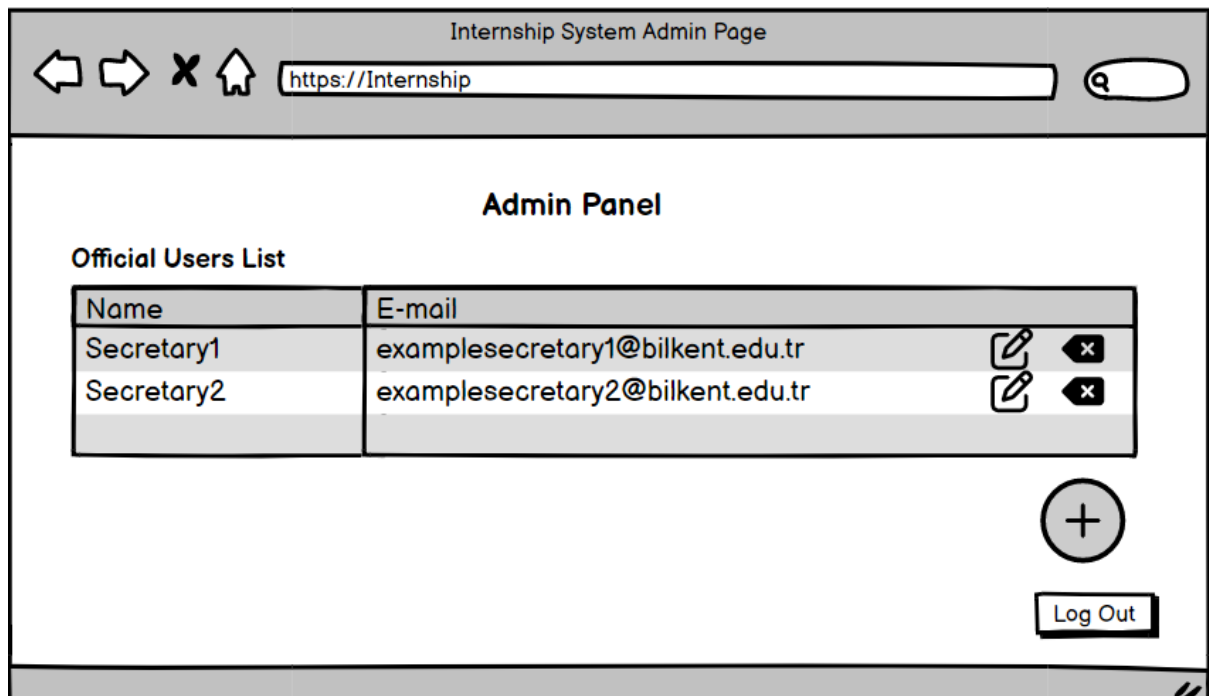 Internship System Admin Page
https://Internship
Admin Panel
Official Users List
Name E-mail
Secretary1 examplesecretary1@bilkent.edu.tr
Secretary2 examplesecretary2@bilkent.edu.tr
Log Out